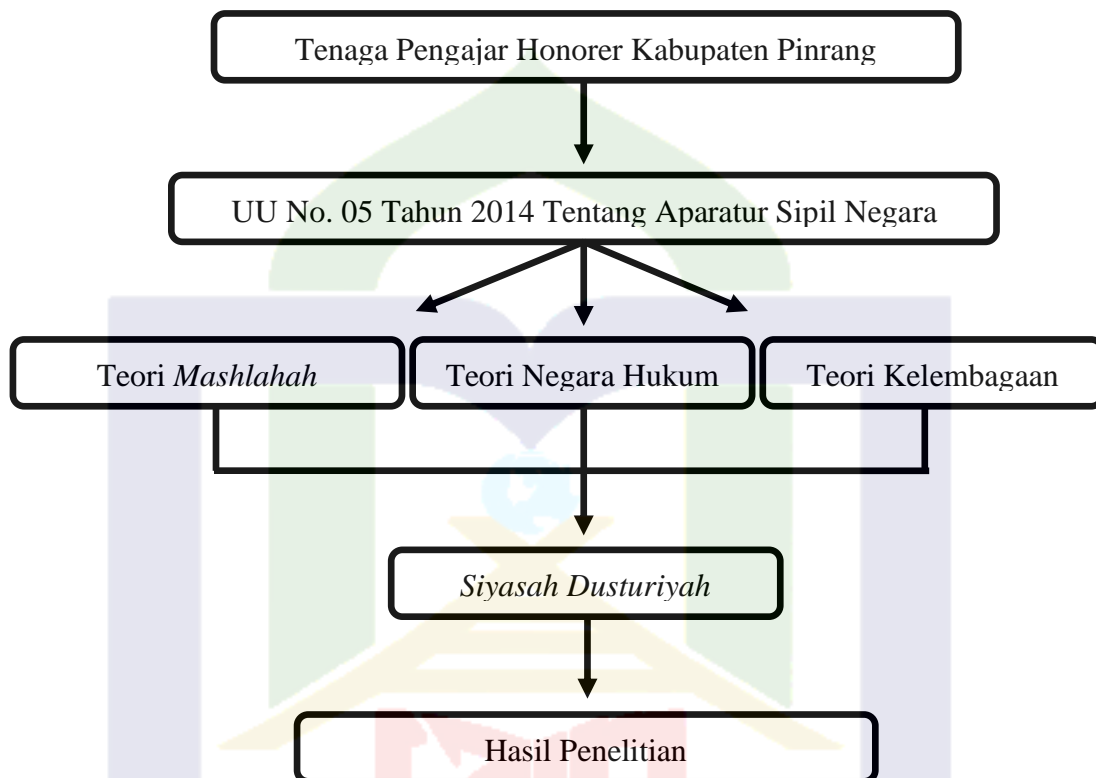 Tenaga Pengajar Honorer Kabupaten Pinrang
UU No. 05 Tahun 2014 Tentang Aparatur Sipil Negara
Teori Mashlahah
Teori Negara Hukum
Teori Kelembagaan
Siyasah Dusturiyah
Hasil Penelitian